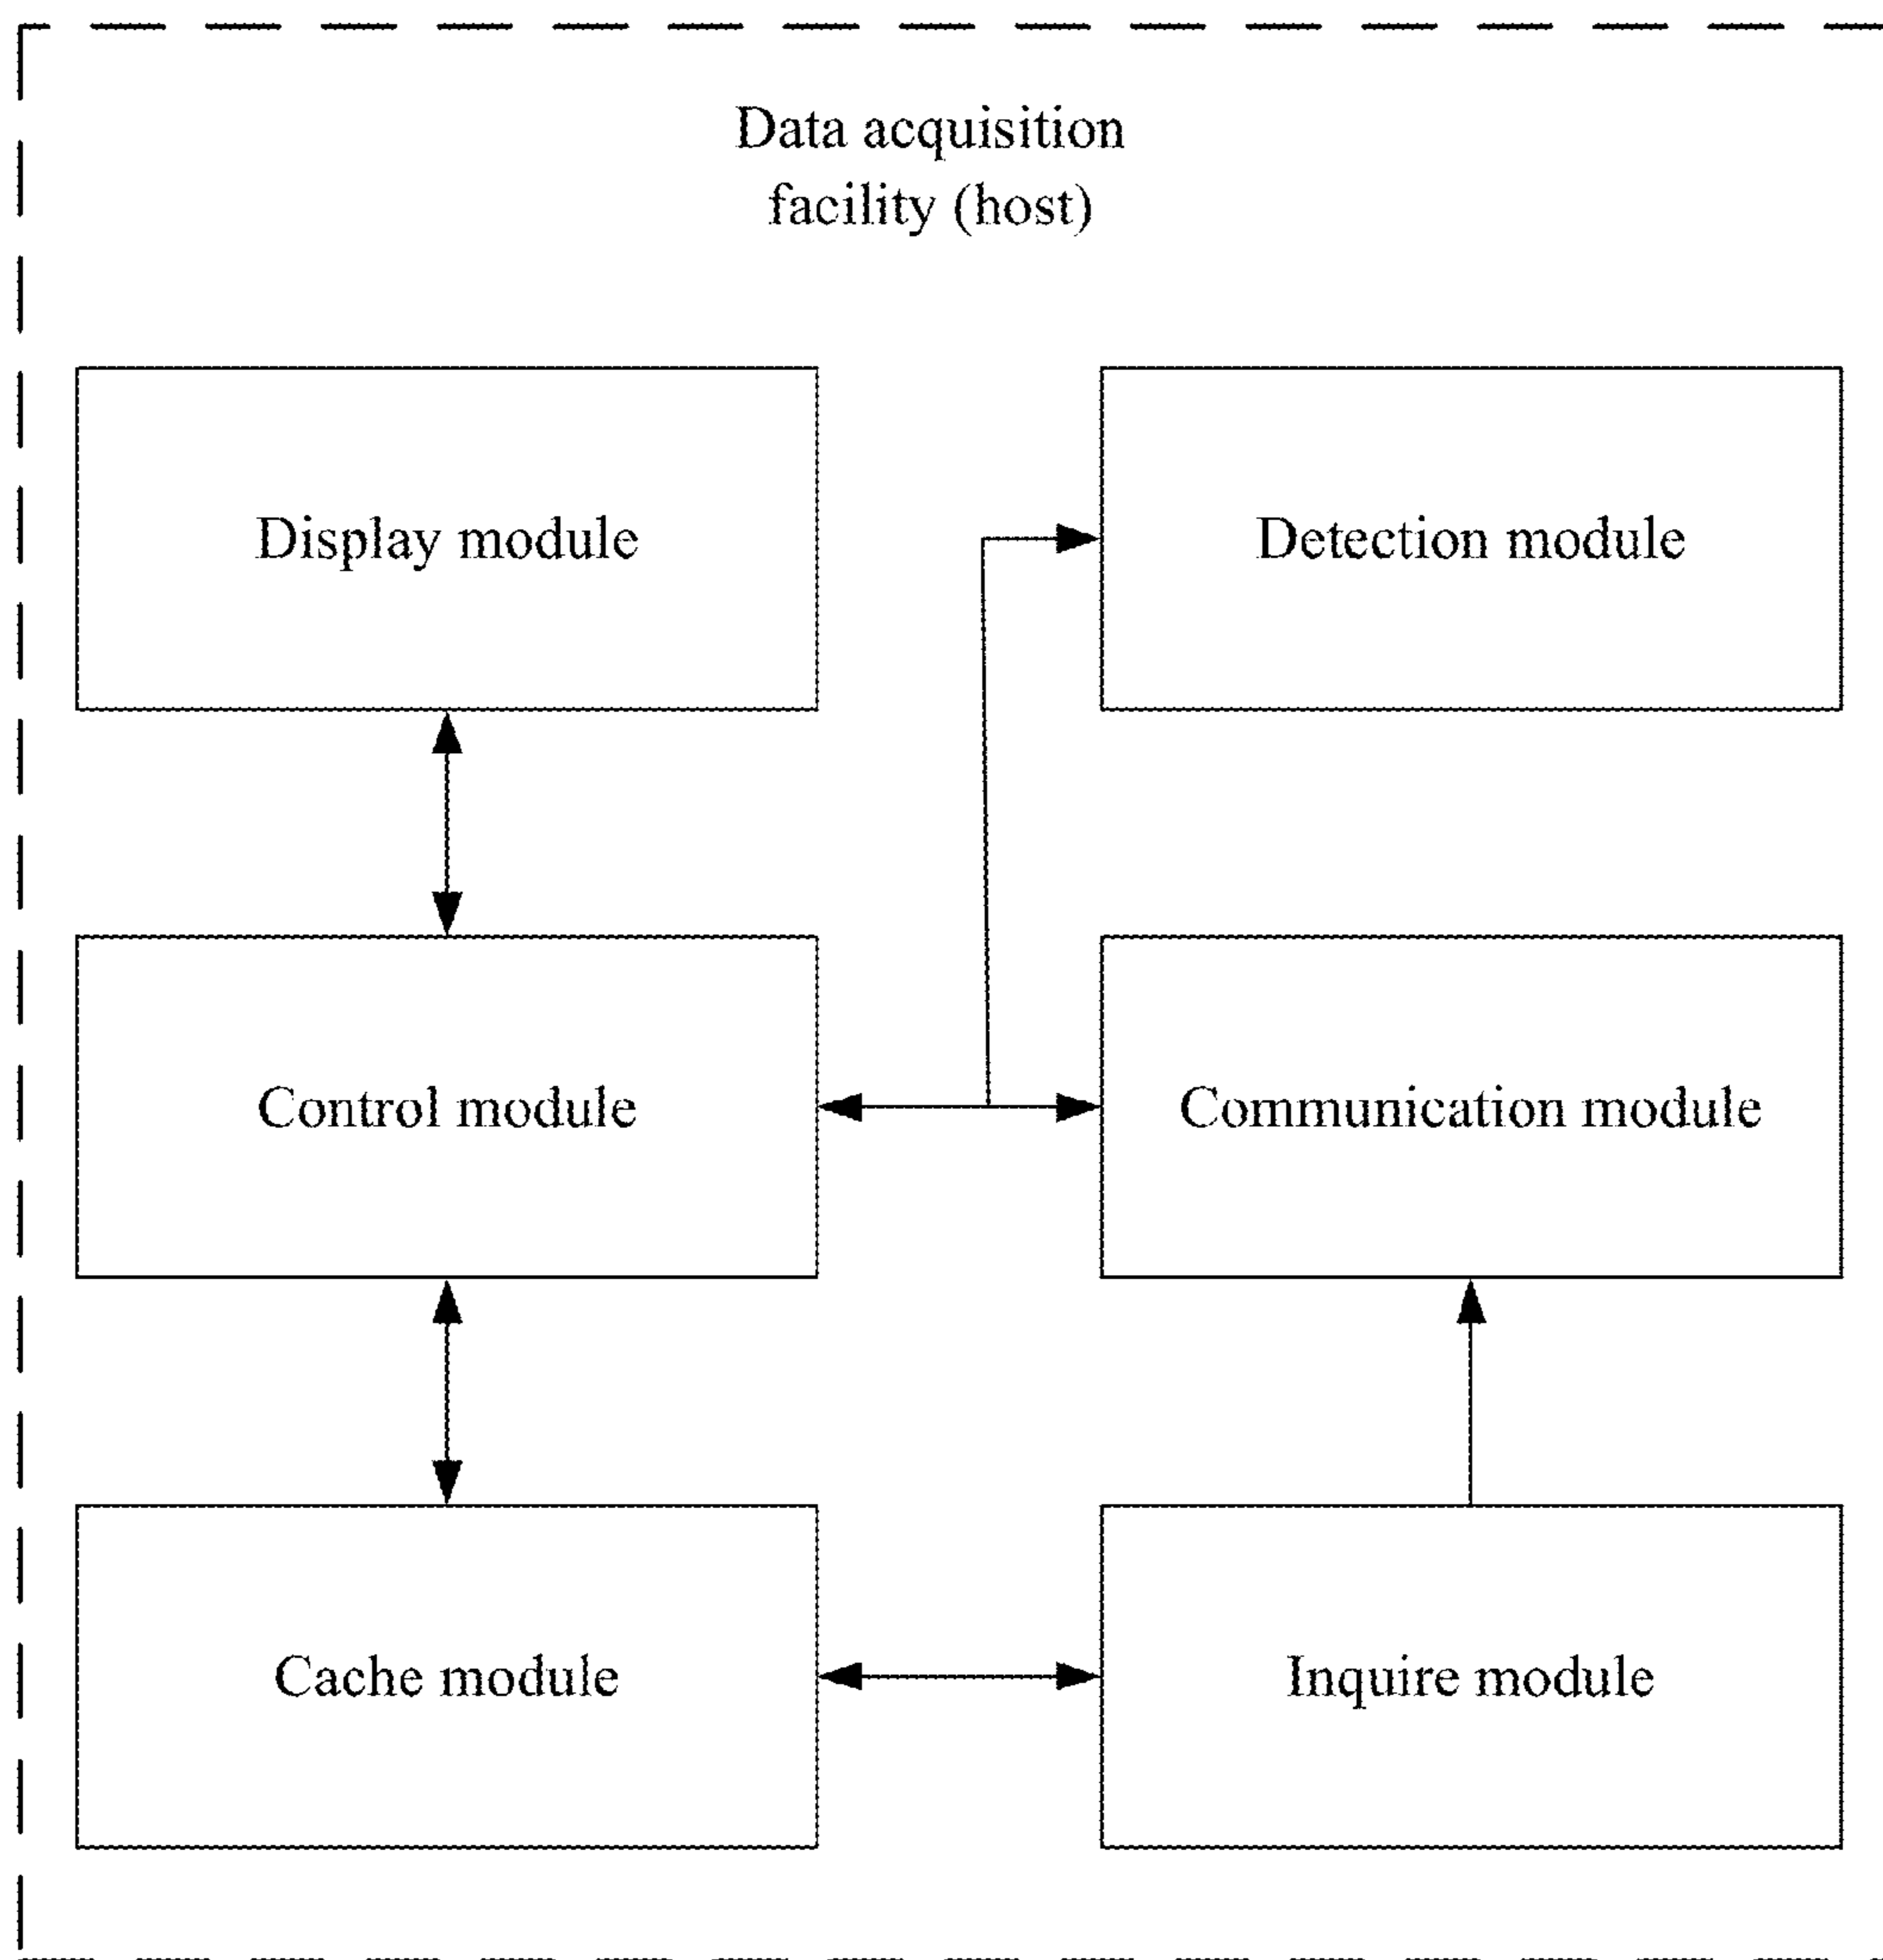 Data acquisition
facility (host)
Display module
Detection module
Control module
Communication module
Cache module
Inquire module